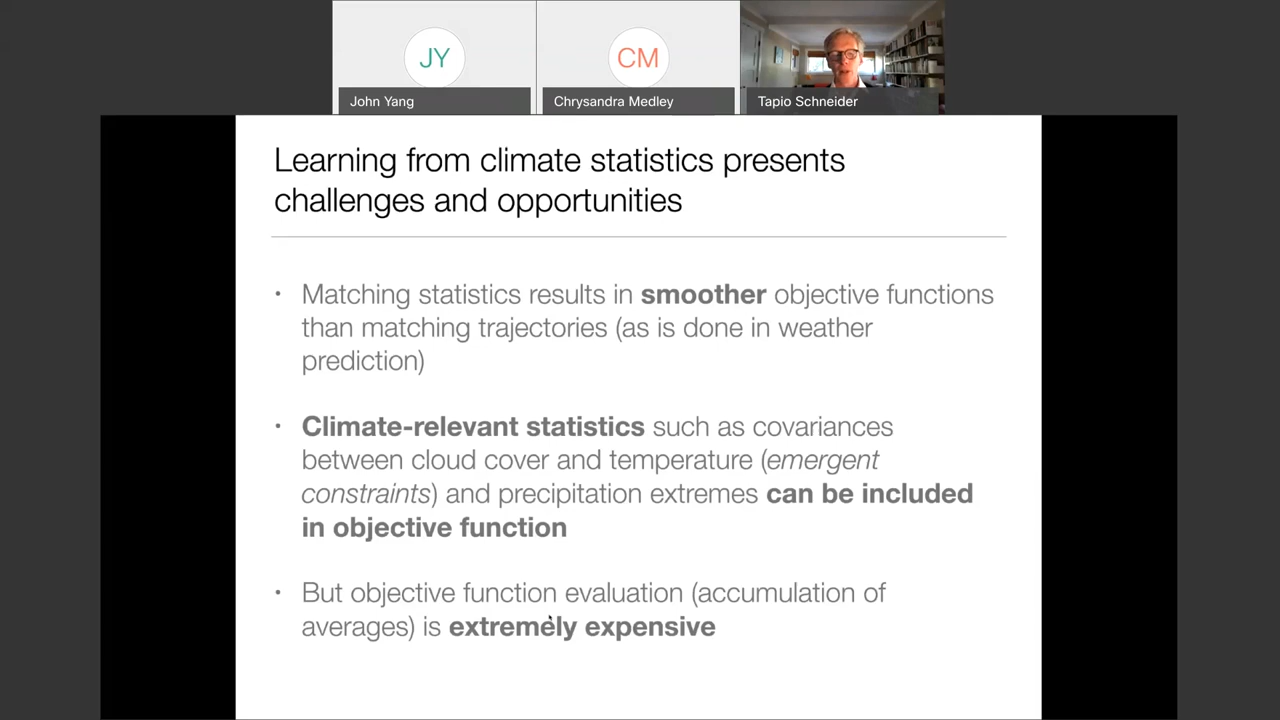 JY
CM
John Yang
Chrysandra Medley
Tapio Schneider
Learning from climate statistics presents
challenges and opportunities
• Matching statistics results in smoother objective functions
than matching trajectories (as is done in weather
prediction)
• Climate-relevant statistics such as covariances
between cloud cover and temperature (emergent
constraints) and precipitation extremes can be included
in objective function
• But objective function evaluation (accumulation of
averages) is extremely expensive